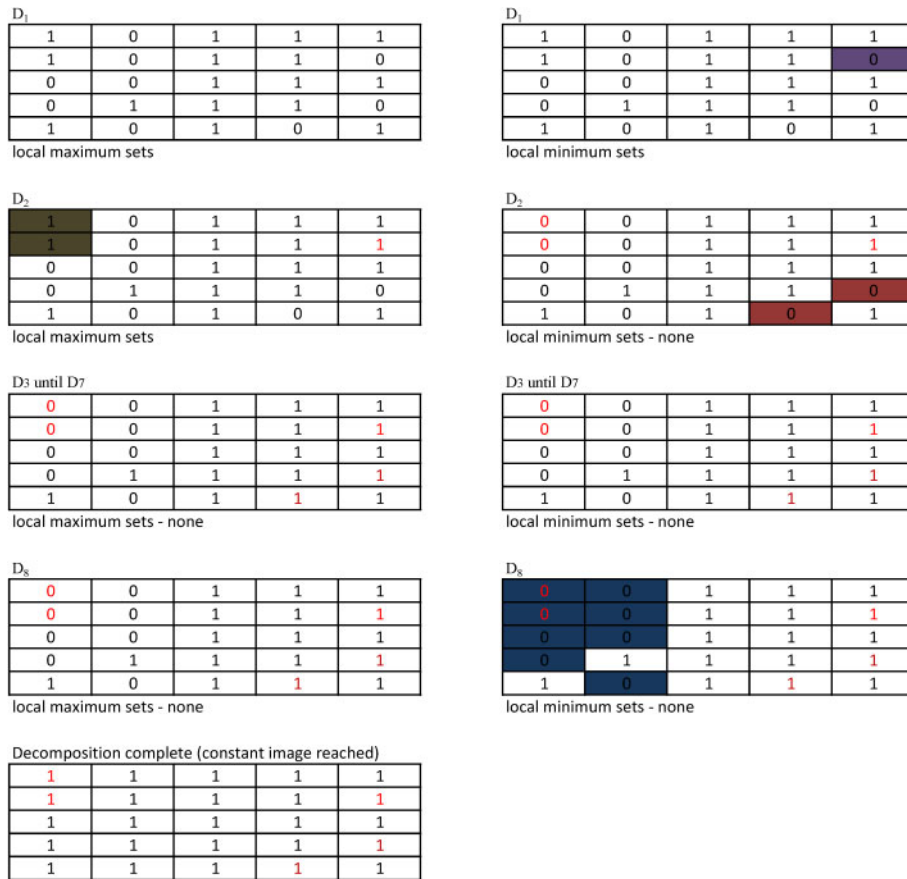 D₁
1 0 1 1 1
1 0 1 1 0
0 0 1 1 1
0 1 1 1 0
1 0 1 0 1
local maximum sets
D₁
1 0 1 1 1
1 0 1 1 0
0 0 1 1 1
0 1 1 1 0
1 0 1 0 1
local minimum sets
D₂
1 0 1 1 1
1 0 1 1 1
0 0 1 1 1
0 1 1 1 0
1 0 1 0 1
local maximum sets
D₂
0 0 1 1 1
0 0 1 1 1
0 0 1 1 1
0 1 1 1 0
1 0 1 0 1
local minimum sets - none
D3 until D7
0 0 1 1 1
0 0 1 1 1
0 0 1 1 1
0 1 1 1 1
1 0 1 1 1
local maximum sets - none
D3 until D7
0 0 1 1 1
0 0 1 1 1
0 0 1 1 1
0 1 1 1 1
1 0 1 1 1
local minimum sets - none
D₈
0 0 1 1 1
0 0 1 1 1
0 0 1 1 1
0 1 1 1 1
1 0 1 1 1
local maximum sets - none
D₈
0 0 1 1 1
0 0 1 1 1
0 0 1 1 1
0 1 1 1 1
1 0 1 1 1
local minimum sets - none
Decomposition complete (constant image reached)
1 1 1 1 1
1 1 1 1 1
1 1 1 1 1
1 1 1 1 1
1 1 1 1 1